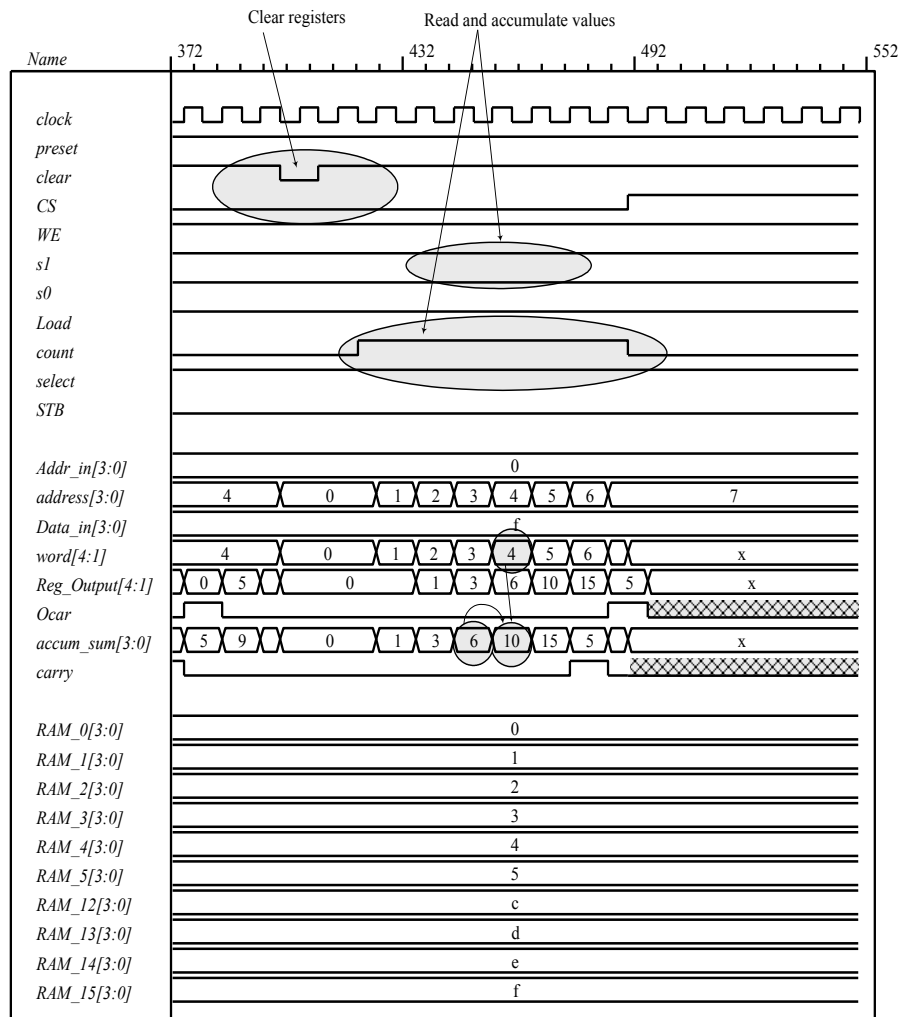 Clear registers
Read and accumulate values
Name 372 432 492 552
clock
preset
clear
CS
WE
s1
s0
Load
count
select
STB
Addr_in[3:0] 0
address[3:0] 4 0 1 2 3 4 5 6 7
Data_in[3:0] f
word[4:1] 4 0 1 2 3 4 5 6 x
Reg_Output[4:1] 0 5 0 1 3 6 10 15 5 x
Ocar
accum_sum[3:0] 5 9 0 1 3 6 10 15 5 x
carry
RAM_0[3:0] 0
RAM_1[3:0] 1
RAM_2[3:0] 2
RAM_3[3:0] 3
RAM_4[3:0] 4
RAM_5[3:0] 5
RAM_12[3:0] c
RAM_13[3:0] d
RAM_14[3:0] e
RAM_15[3:0] f